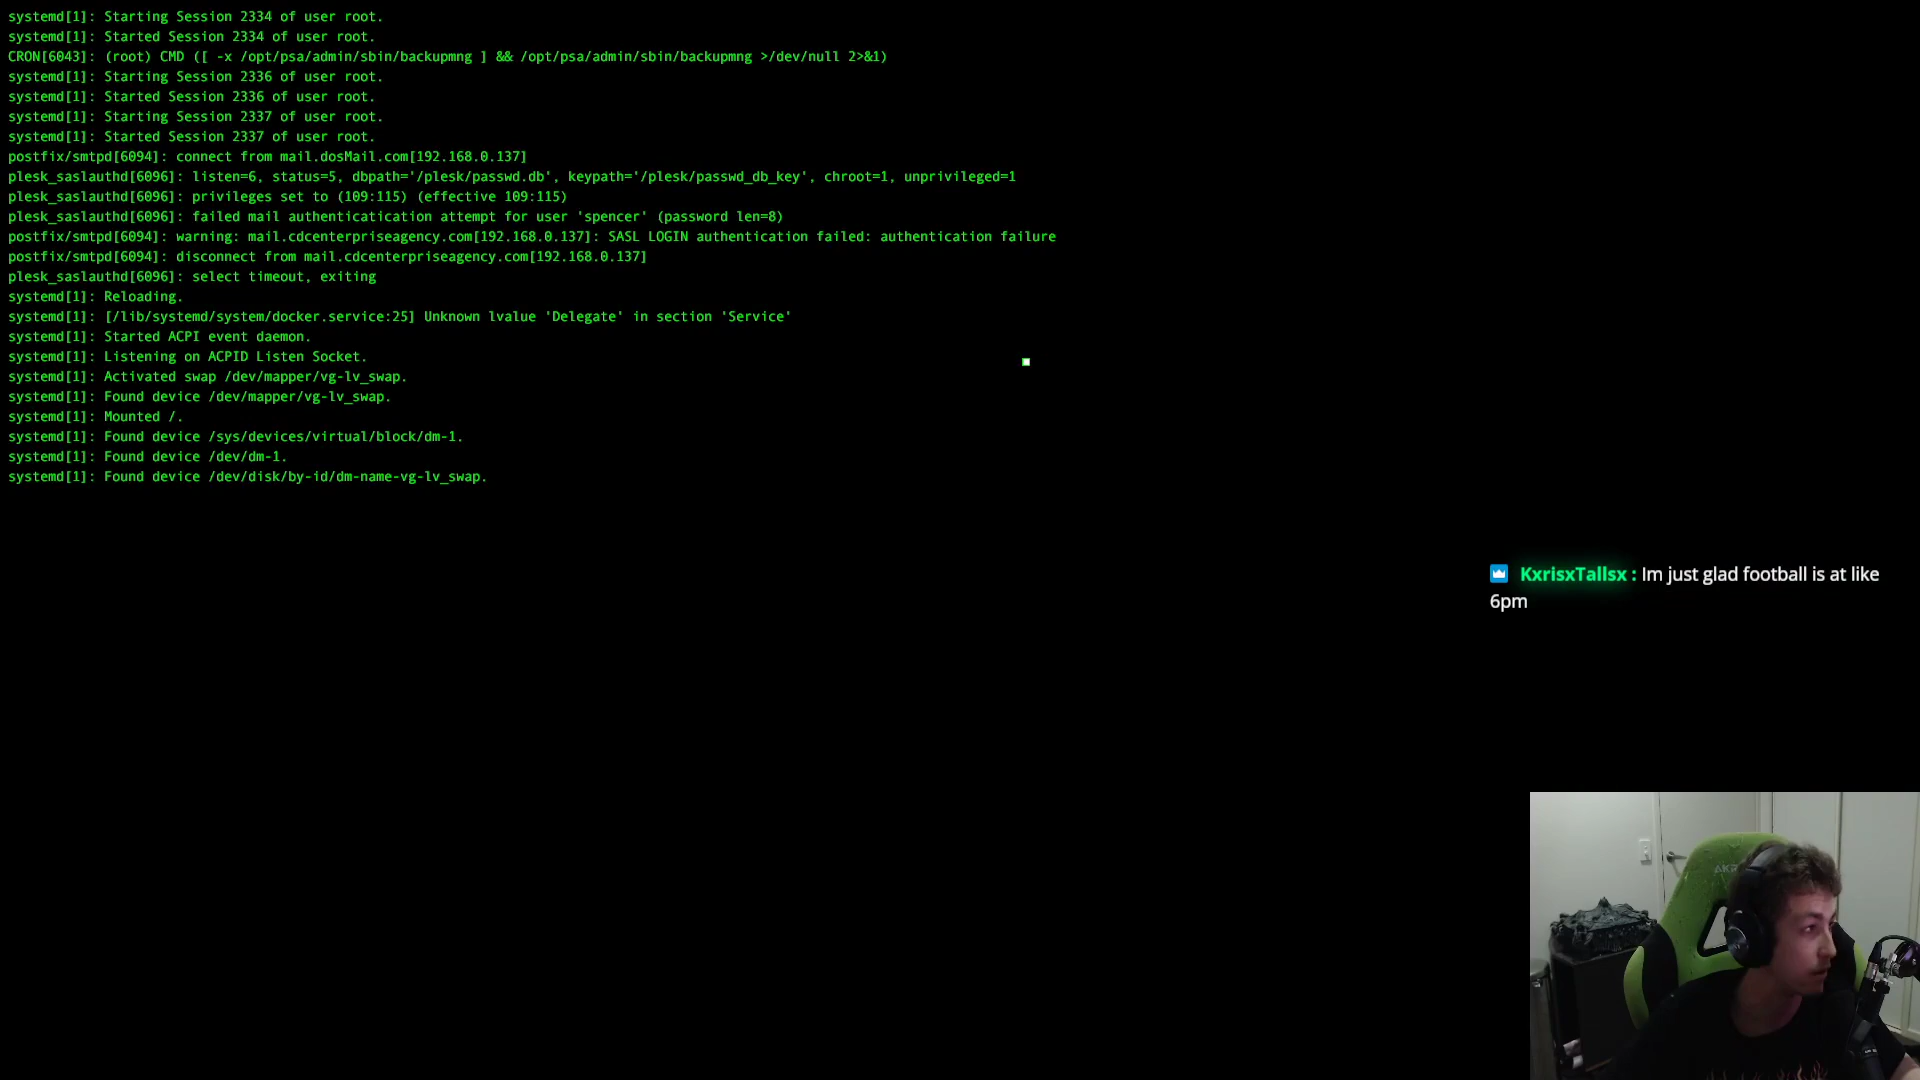 systemd[1]: Starting Session 2334 of user root.
systemd[1]: Started Session 2334 of user root.
CRON[6043]: (root) CMD ([ -x /opt/psa/admin/sbin/backupmng ] && /opt/psa/admin/sbin/backupmng >/dev/null 2>&1)
systemd[1]: Starting Session 2336 of user root.
systemd[1]: Started Session 2336 of user root.
systemd[1]: Starting Session 2337 of user root.
systemd[1]: Started Session 2337 of user root.
postfix/smtpd[6094]: connect from mail.dosMail.com[192.168.0.137]
plesk_saslauthd[6096]: listen=6, status=5, dbpath='/plesk/passwd.db', keypath='/plesk/passwd_db_key', chroot=1, unprivileged=1
plesk_saslauthd[6096]: privileges set to (109:115) (effective 109:115)
plesk_saslauthd[6096]: failed mail authenticatication attempt for user 'spencer' (password len=8)
postfix/smtpd[6094]: warning: mail.cdcenterpriseagency.com[192.168.0.137]: SASL LOGIN authentication failed: authentication failure
postfix/smtpd[6094]: disconnect from mail.cdcenterpriseagency.com[192.168.0.137]
plesk_saslauthd[6096]: select timeout, exiting
systemd[1]: Reloading.
systemd[1]: [/lib/systemd/system/docker.service:25] Unknown lvalue 'Delegate' in section 'Service'
systemd[1]: Started ACPI event daemon.
systemd[1]: Listening on ACPID Listen Socket.
systemd[1]: Activated swap /dev/mapper/vg-lv_swap.
systemd[1]: Found device /dev/mapper/vg-lv_swap.
systemd[1]: Mounted /.
systemd[1]: Found device /sys/devices/virtual/block/dm-1.
systemd[1]: Found device /dev/dm-1.
systemd[1]: Found device /dev/disk/by-id/dm-name-vg-lv_swap.
KxrisxTallsx : Im just glad football is at like
6pm